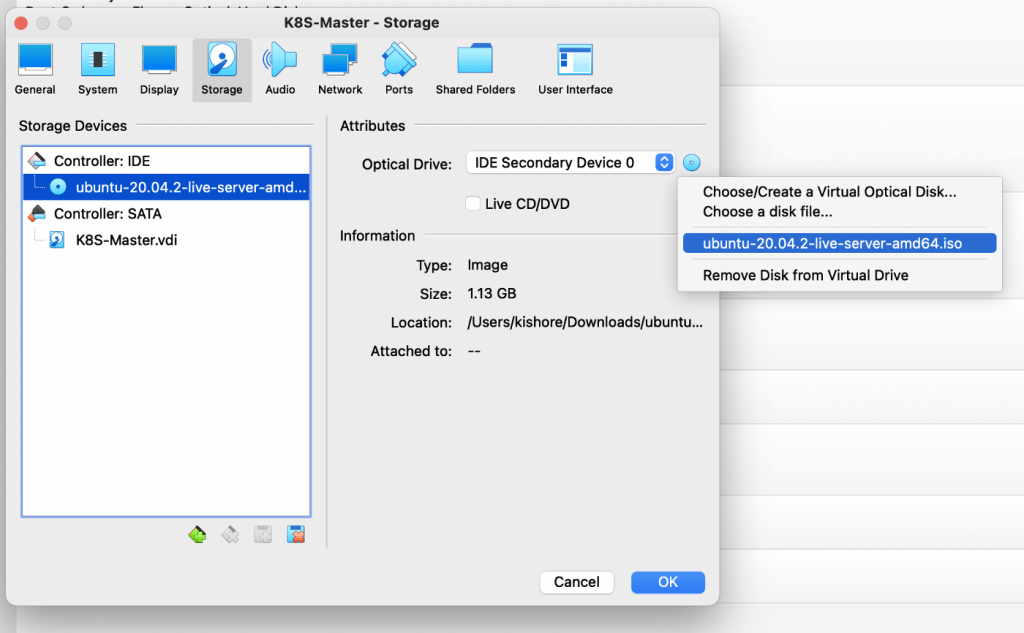 K8S-Master - Storage
General
System
Display
Storage
Audio
Network
Ports
Shared Folders
User Interface
Storage Devices
Controller: IDE
ubuntu-20.04.2-live-server-amd...
Controller: SATA
K8S-Master.vdi
Attributes
Optical Drive: IDE Secondary Device 0
Live CD/DVD
Information
Type: Image
Size: 1.13 GB
Location: /Users/kishore/Downloads/ubuntu...
Attached to: --
Choose/Create a Virtual Optical Disk...
Choose a disk file...
ubuntu-20.04.2-live-server-amd64.iso
Remove Disk from Virtual Drive
Cancel
OK